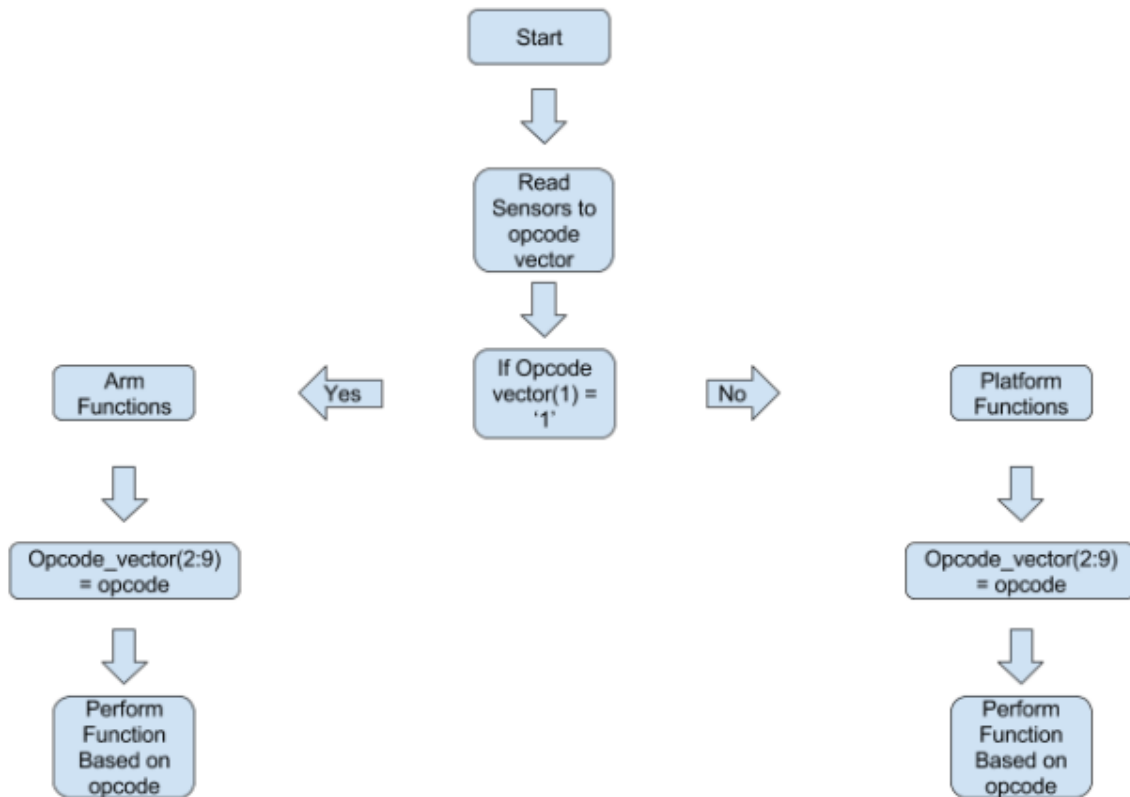 Start
Read
Sensors to
opcode
vector
If Opcode
vector(1) =
‘1’
Yes
No
Arm
Functions
Platform
Functions
Opcode_vector(2:9)
= opcode
Opcode_vector(2:9)
= opcode
Perform
Function
Based on
opcode
Perform
Function
Based on
opcode